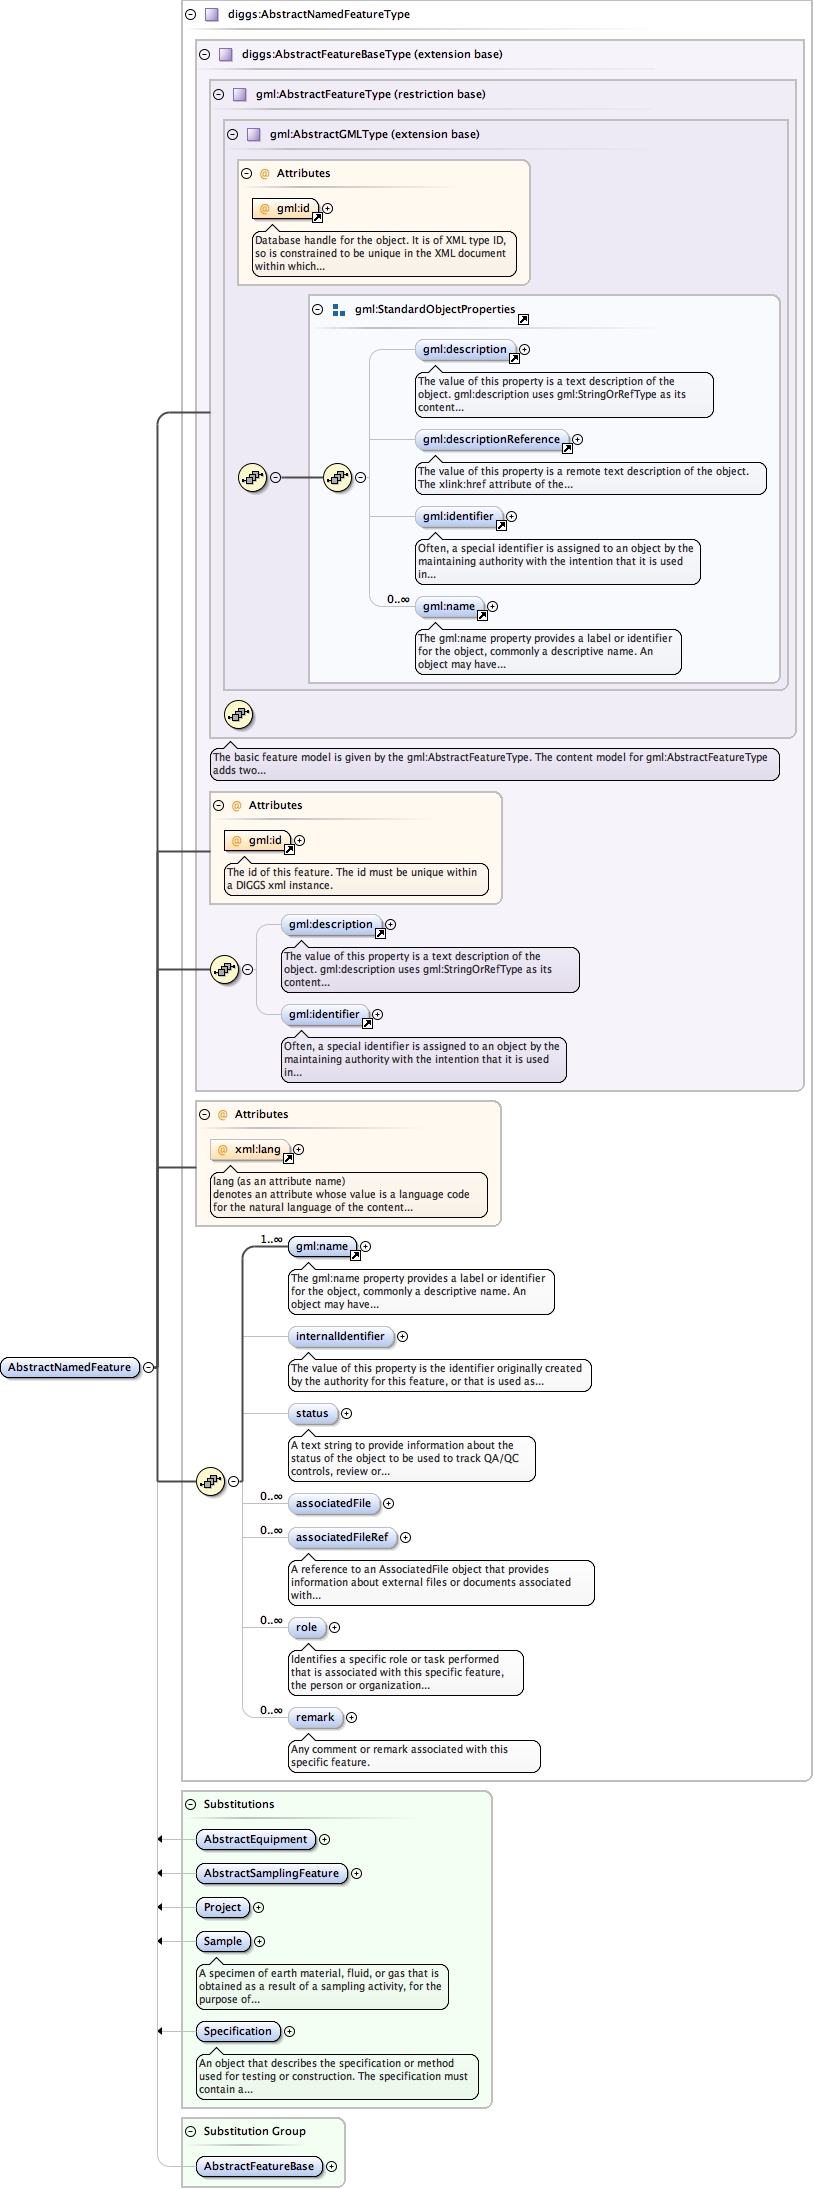 diggs:AbstractNamedFeatureType
diggs:AbstractFeatureBaseType (extension base)
gml:AbstractFeatureType (restriction base)
gml:AbstractGMLType (extension base)
@ Attributes
@ gml:id
Database handle for the object. It is of XML type ID,
so is constrained to be unique in the XML document
within which...
gml:StandardObjectProperties
gml:description
The value of this property is a text description of the
object. gml:description uses gml:StringOrRefType as its
content...
gml:descriptionReference
The value of this property is a remote text description of the object.
The xlink:href attribute of the...
gml:identifier
Often, a special identifier is assigned to an object by the
maintaining authority with the intention that it is used
in...
0..∞ gml:name
The gml:name property provides a label or identifier
for the object, commonly a descriptive name. An
object may have...
The basic feature model is given by the gml:AbstractFeatureType. The content model for gml:AbstractFeatureType
adds two...
@ Attributes
@ gml:id
The id of this feature. The id must be unique within
a DIGGS xml instance.
gml:description
The value of this property is a text description of the
object. gml:description uses gml:StringOrRefType as its
content...
gml:identifier
Often, a special identifier is assigned to an object by the
maintaining authority with the intention that it is used
in...
@ Attributes
@ xml:lang
lang (as an attribute name)
denotes an attribute whose value is a language code
for the natural language of the content...
1..∞ gml:name
The gml:name property provides a label or identifier
for the object, commonly a descriptive name. An
object may have...
internalIdentifier
The value of this property is the identifier originally created
by the authority for this feature, or that is used as...
AbstractNamedFeature
status
A text string to provide information about the
status of the object to be used to track QA/QC
controls, review or...
0..∞ associatedFile
0..∞ associatedFileRef
A reference to an AssociatedFile object that provides
information about external files or documents associated
with...
0..∞ role
Identifies a specific role or task performed
that is associated with this specific feature,
the person or organization...
0..∞ remark
Any comment or remark associated with this
specific feature.
Substitutions
AbstractEquipment
AbstractSamplingFeature
Project
Sample
A specimen of earth material, fluid, or gas that is
obtained as a result of a sampling activity, for the
purpose of...
Specification
An object that describes the specification or method
used for testing or construction. The specification must
contain a...
Substitution Group
AbstractFeatureBase